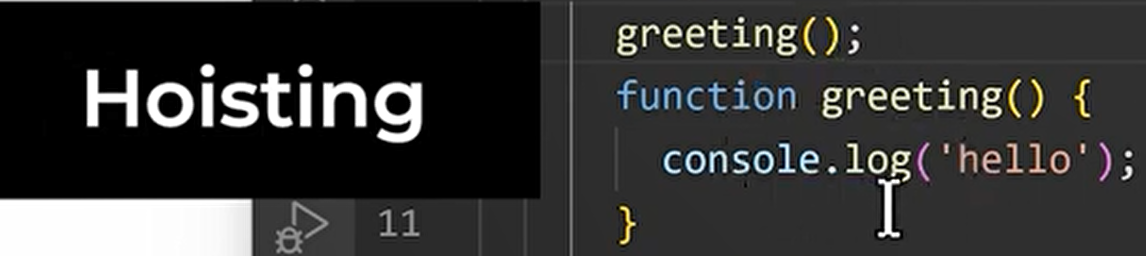 Hoisting
greeting();
function greeting() {
console.log('hello');
11
}